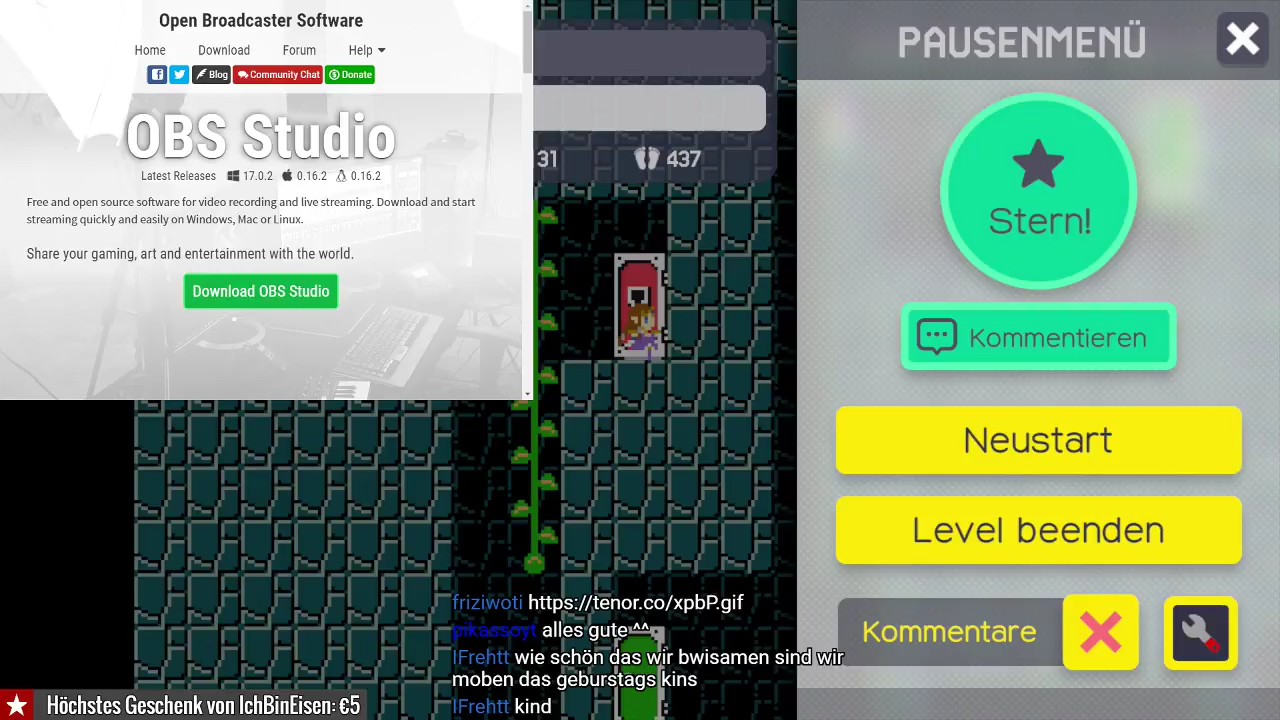 Open Broadcaster Software
Home Download Forum Help
Blog Community Chat Donate
OBS Studio
Latest Releases 17.0.2 0.16.2 0.16.2
Free and open source software for video recording and live streaming. Download and start
streaming quickly and easily on Windows, Mac or Linux.
Share your gaming, art and entertainment with the world.
Download OBS Studio
31 437
PAUSENMENÜ
Stern!
Kommentieren
Neustart
Level beenden
Kommentare
friziwoti https://tenor.co/xpbP.gif
pikassoyt alles gute ^^
IFrehtt wie schön das wir bwisamen sind wir
moben das geburstags kins
IFrehtt kind
Höchstes Geschenk von IchBinEisen: €5